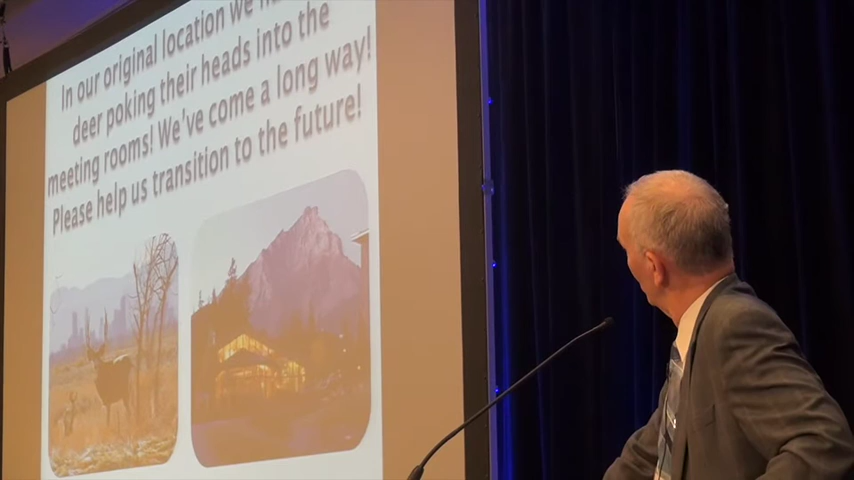 In our original location we
deer poking their heads into the
meeting rooms! We've come a long way!
Please help us transition to the future!